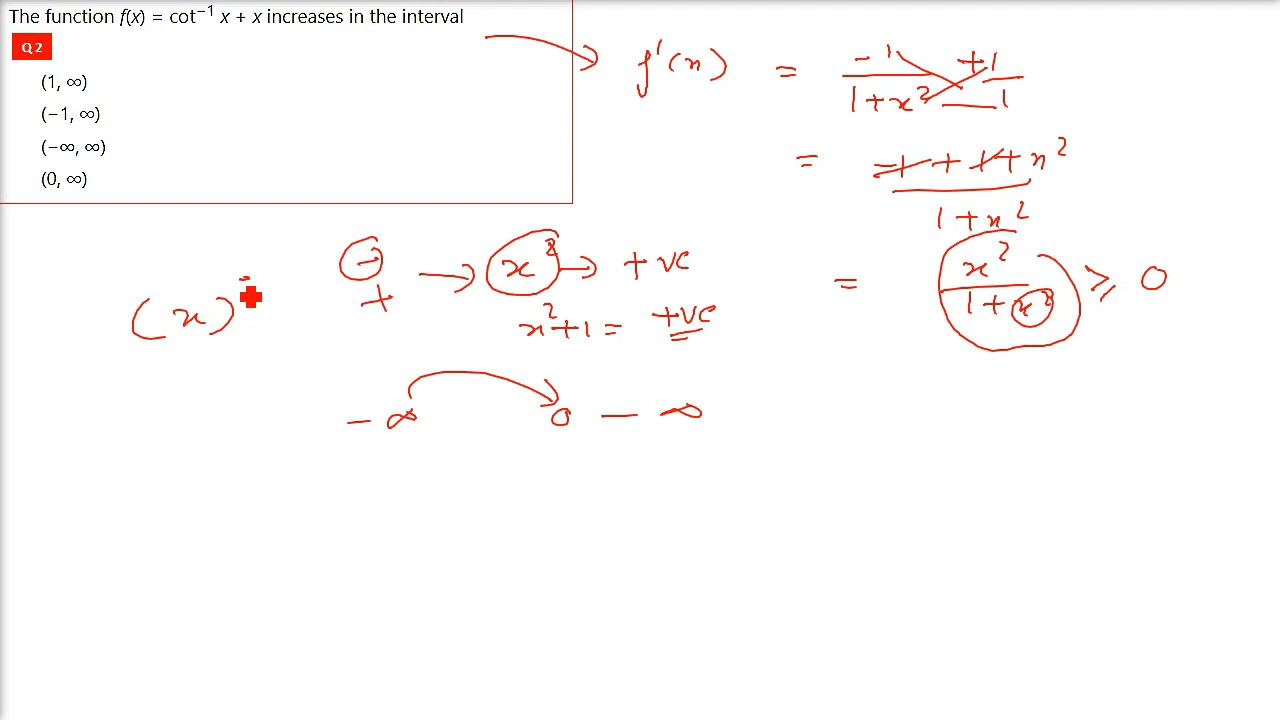 The function f(x) = cot⁻¹ x + x increases in the interval
Q 2
(1, ∞)
(−1, ∞)
(−∞, ∞)
(0, ∞)
f'(x) = -1/(1+x²) +1/1
= (-1 + 1 + x²)/(1+x²)
= x²/(1+x²) ⩾ 0
− + → x² → +ve
x²+1 = +ve
(x)
-∞ 0 — ∞